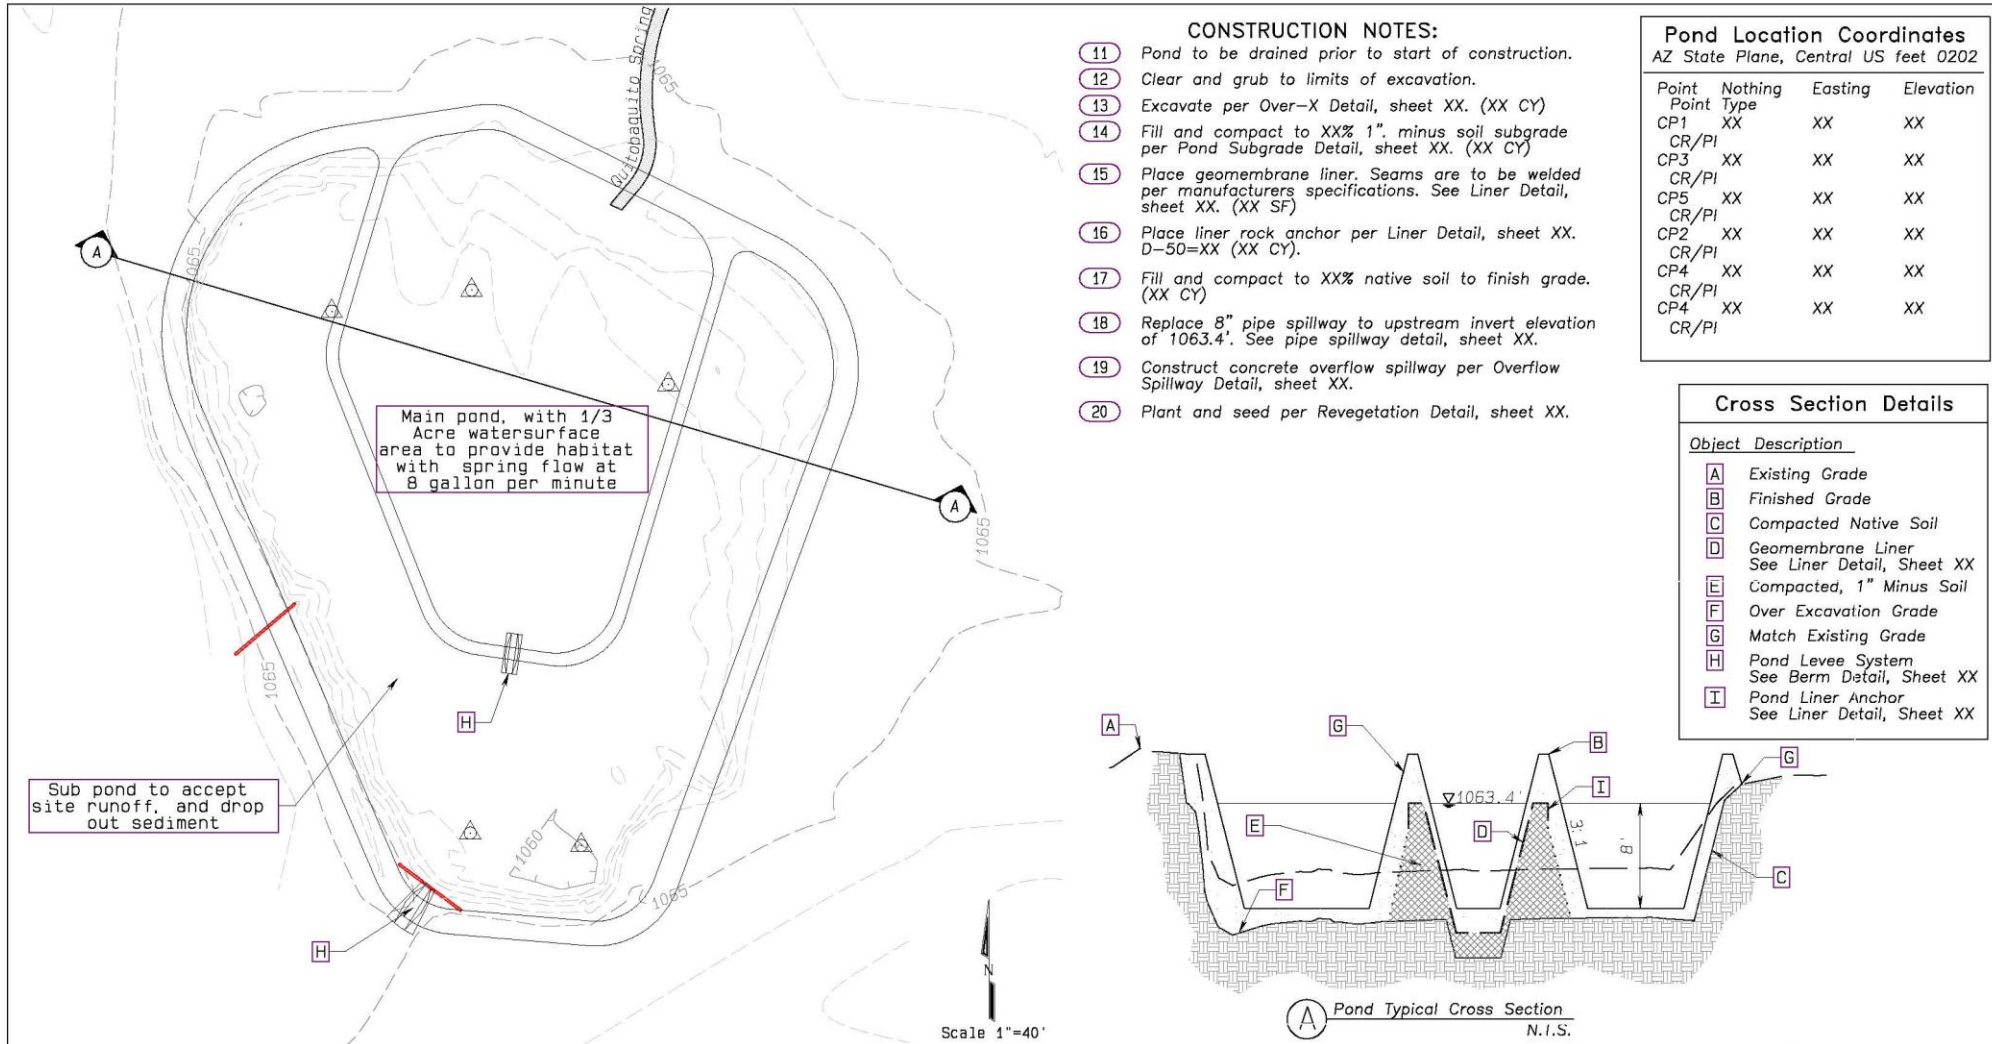 Quitobaquito Spring
1065
1065
A
Main pond, with 1/3
Acre watersurface
area to provide habitat
with spring flow at
8 gallon per minute
A
1065
1065
H
Sub pond to accept
site runoff, and drop
out sediment
1060
1065
H
N
Scale 1"=40'
CONSTRUCTION NOTES:
11 Pond to be drained prior to start of construction.
12 Clear and grub to limits of excavation.
13 Excavate per Over-X Detail, sheet XX. (XX CY)
14 Fill and compact to XX% 1". minus soil subgrade
per Pond Subgrade Detail, sheet XX. (XX CY)
15 Place geomembrane liner. Seams are to be welded
per manufacturers specifications. See Liner Detail,
sheet XX. (XX SF)
16 Place liner rock anchor per Liner Detail, sheet XX.
D-50=XX (XX CY).
17 Fill and compact to XX% native soil to finish grade.
(XX CY)
18 Replace 8" pipe spillway to upstream invert elevation
of 1063.4'. See pipe spillway detail, sheet XX.
19 Construct concrete overflow spillway per Overflow
Spillway Detail, sheet XX.
20 Plant and seed per Revegetation Detail, sheet XX.
Pond Location Coordinates
AZ State Plane, Central US feet 0202
Point Nothing Easting Elevation
Point Type
CP1 XX XX XX
CR/PI
CP3 XX XX XX
CR/PI
CP5 XX XX XX
CR/PI
CP2 XX XX XX
CR/PI
CP4 XX XX XX
CR/PI
CP4 XX XX XX
CR/PI
Cross Section Details
Object Description
A Existing Grade
B Finished Grade
C Compacted Native Soil
D Geomembrane Liner
See Liner Detail, Sheet XX
E Compacted, 1" Minus Soil
F Over Excavation Grade
G Match Existing Grade
H Pond Levee System
See Berm Detail, Sheet XX
I Pond Liner Anchor
See Liner Detail, Sheet XX
A
G
B
G
I
1063.4'
E
D
3:1
8'
C
F
A Pond Typical Cross Section
N.T.S.